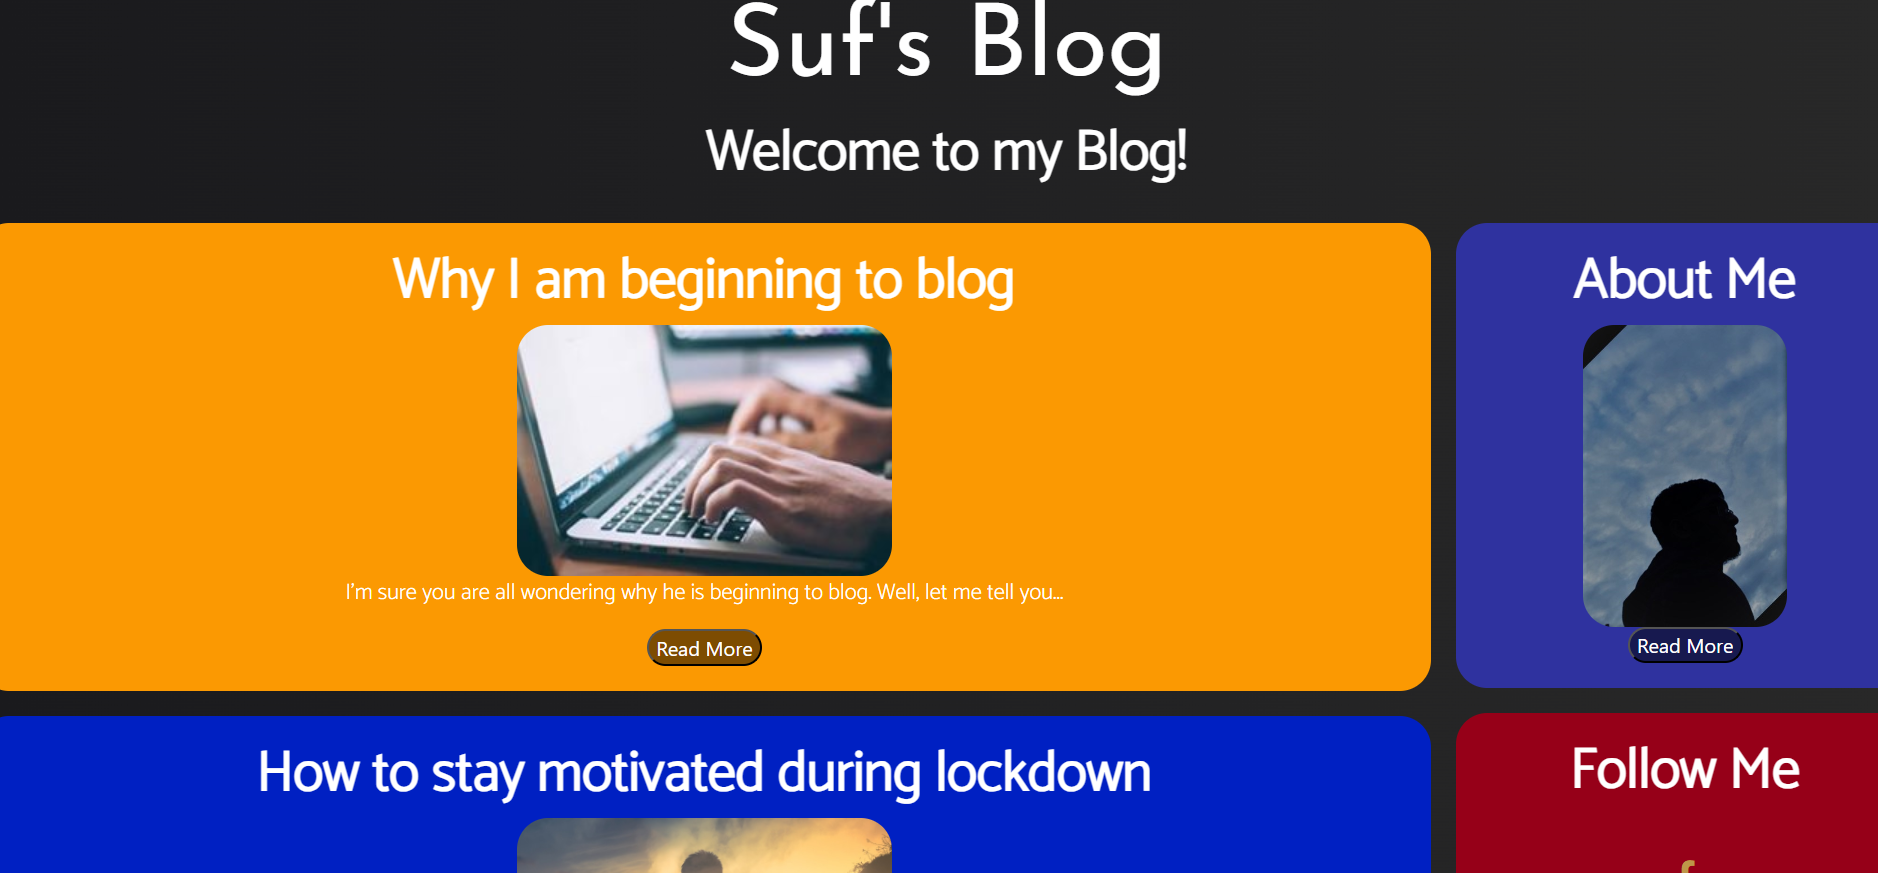 Suf's Blog
Welcome to my Blog!
Why I am beginning to blog
I'm sure you are all wondering why he is beginning to blog. Well, let me tell you...
Read More
About Me
Read More
How to stay motivated during lockdown
Follow Me